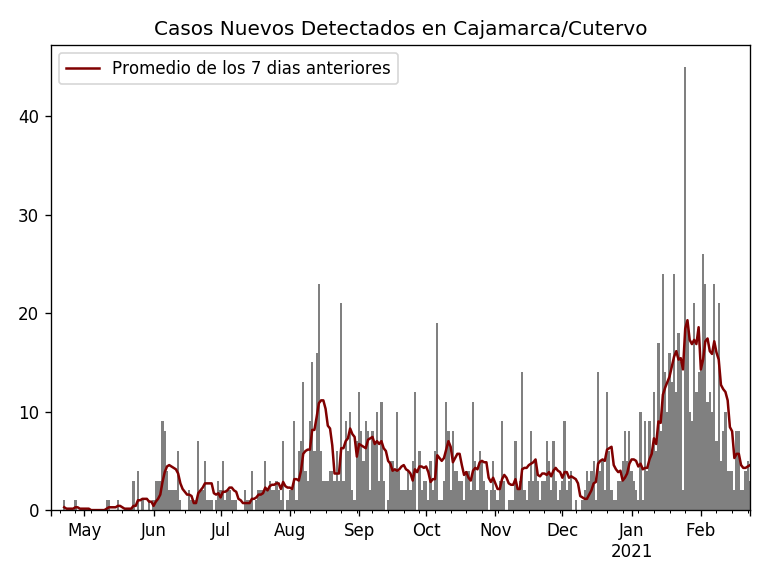 Casos Nuevos Detectados en Cajamarca/Cutervo
Promedio de los 7 dias anteriores
40
30
20
10
0
May Jun Jul Aug Sep Oct Nov Dec Jan Feb
2021